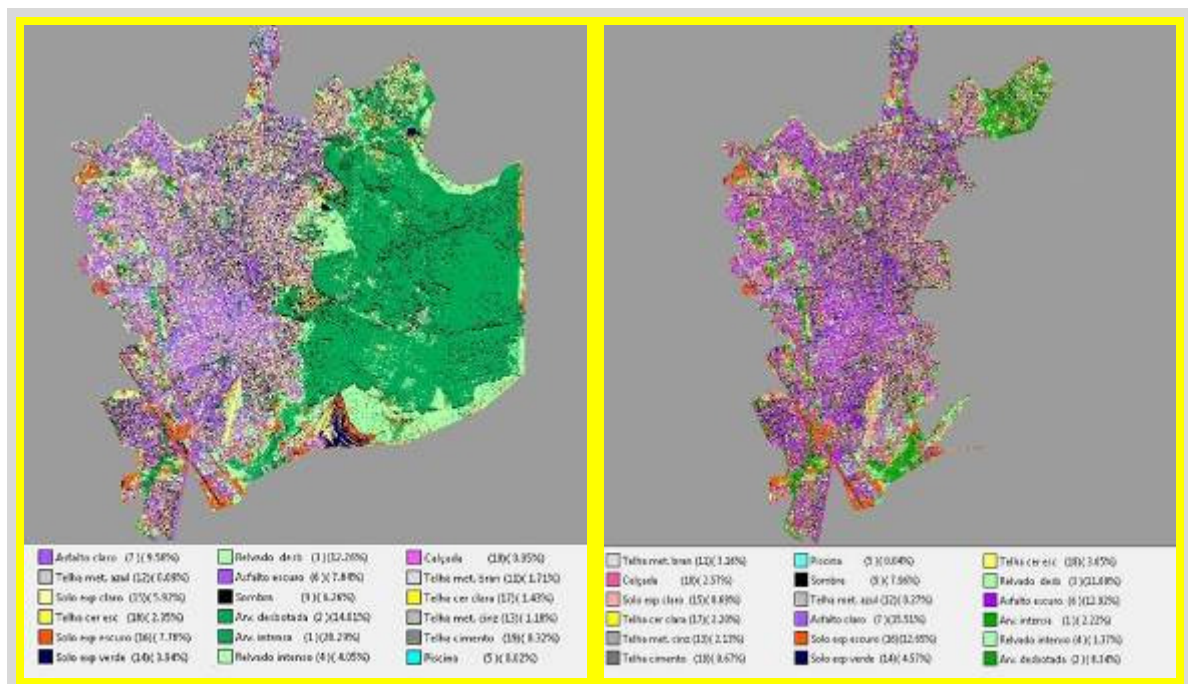 Asfalto claro (7)( 9.58%)
Relvado desb (3)(12.26%)
Calçada (10)( 3.95%)
Telha met. azul (12)( 0.08%)
Asfalto escuro (6)( 7.84%)
Telha met. bran (11)( 1.71%)
Solo exp claro (15)( 5.92%)
Sombra (9)( 6.26%)
Telha cer clara (17)( 1.43%)
Telha cer esc (18)( 2.35%)
Arv. desbotada (2)(14.01%)
Telha met. cinz (13)( 1.18%)
Solo exp escuro (16)( 7.78%)
Arv. intensa (1)(20.29%)
Telha cimento (19)( 0.32%)
Solo exp verde (14)( 3.94%)
Relvado intenso (4)( 4.05%)
Piscina (5)( 0.02%)
Telha met. bran (11)( 3.26%)
Piscina (5)( 0.04%)
Telha cer esc (18)( 3.65%)
Calçada (10)( 2.57%)
Sombra (9)( 7.96%)
Relvado desb (3)(11.08%)
Solo exp claro (15)( 8.69%)
Telha met. azul (12)( 0.27%)
Asfalto escuro (6)(12.92%)
Telha cer clara (17)( 2.20%)
Asfalto claro (7)(15.51%)
Arv. intensa (1)( 2.22%)
Telha met. cinz (13)( 2.13%)
Solo exp escuro (16)(12.65%)
Relvado intenso (4)( 1.37%)
Telha cimento (19)( 0.67%)
Solo exp verde (14)( 4.57%)
Arv. desbotada (2)( 8.14%)